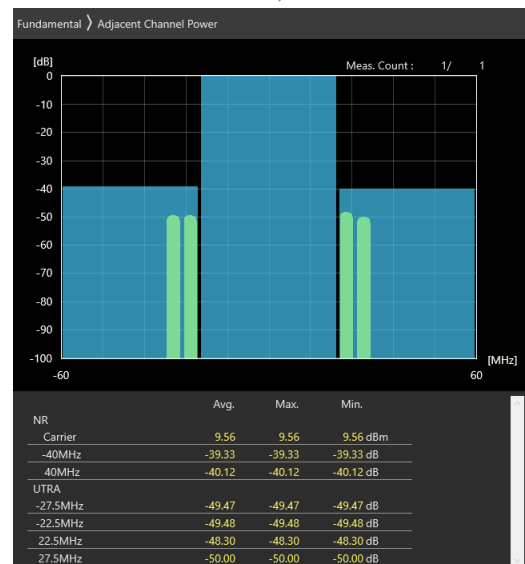 Fundamental ⟩ Adjacent Channel Power
[dB] Meas. Count : 1/ 1
0
-10
-20
-30
-40
-50
-60
-70
-80
-90
-100 [MHz]
-60 60
Avg. Max. Min.
NR
Carrier 9.56 9.56 9.56 dBm
-40MHz -39.33 -39.33 -39.33 dB
40MHz -40.12 -40.12 -40.12 dB
UTRA
-27.5MHz -49.47 -49.47 -49.47 dB
-22.5MHz -49.48 -49.48 -49.48 dB
22.5MHz -48.30 -48.30 -48.30 dB
27.5MHz -50.00 -50.00 -50.00 dB